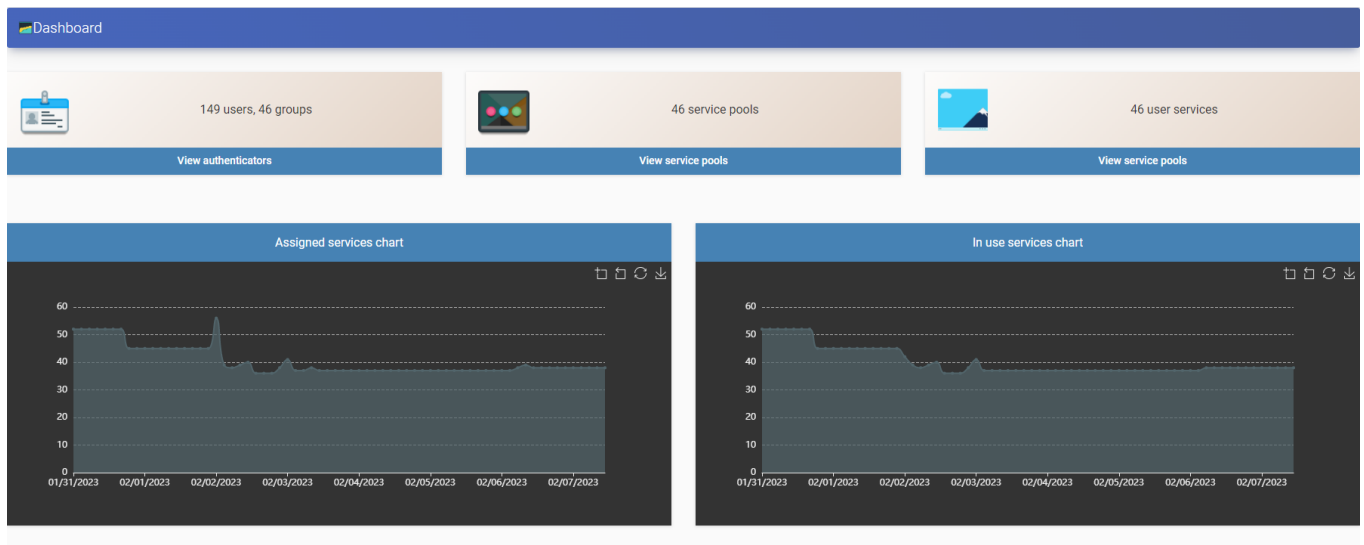 Dashboard
149 users, 46 groups
View authenticators
46 service pools
View service pools
46 user services
View service pools
Assigned services chart
60
50
40
30
20
10
0
01/31/2023 02/01/2023 02/02/2023 02/03/2023 02/04/2023 02/05/2023 02/06/2023 02/07/2023
In use services chart
60
50
40
30
20
10
0
01/31/2023 02/01/2023 02/02/2023 02/03/2023 02/04/2023 02/05/2023 02/06/2023 02/07/2023